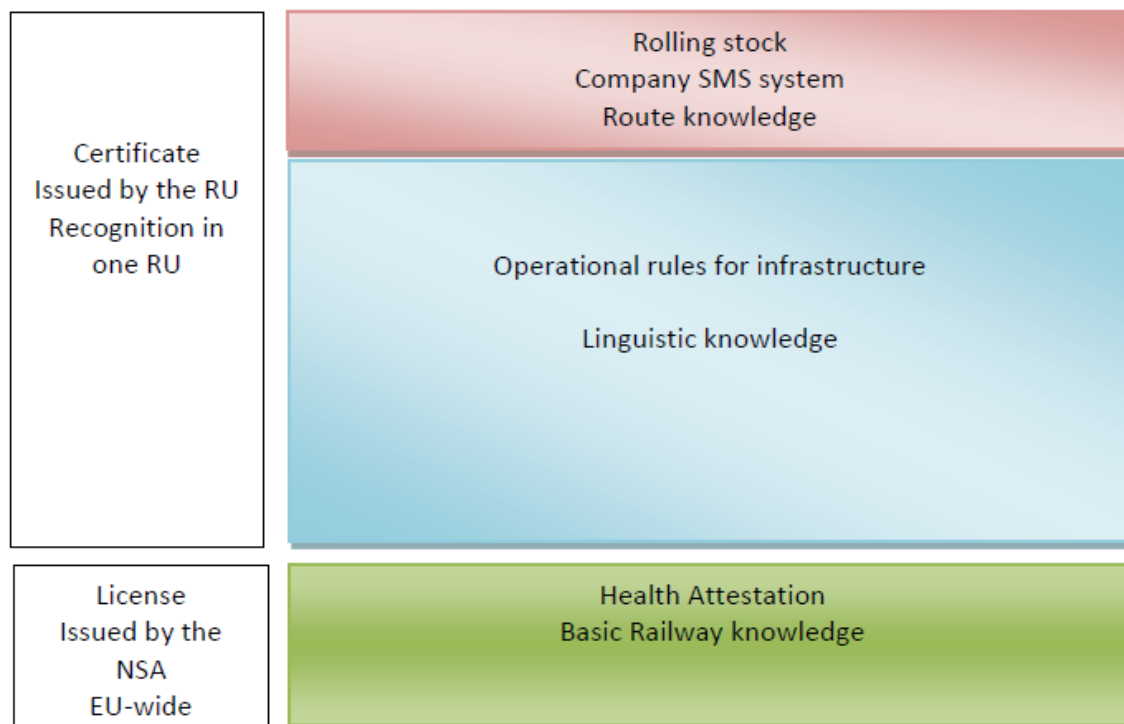 Certificate
Issued by the RU
Recognition in
one RU
Rolling stock
Company SMS system
Route knowledge
Operational rules for infrastructure
Linguistic knowledge
License
Issued by the
NSA
EU-wide
Health Attestation
Basic Railway knowledge